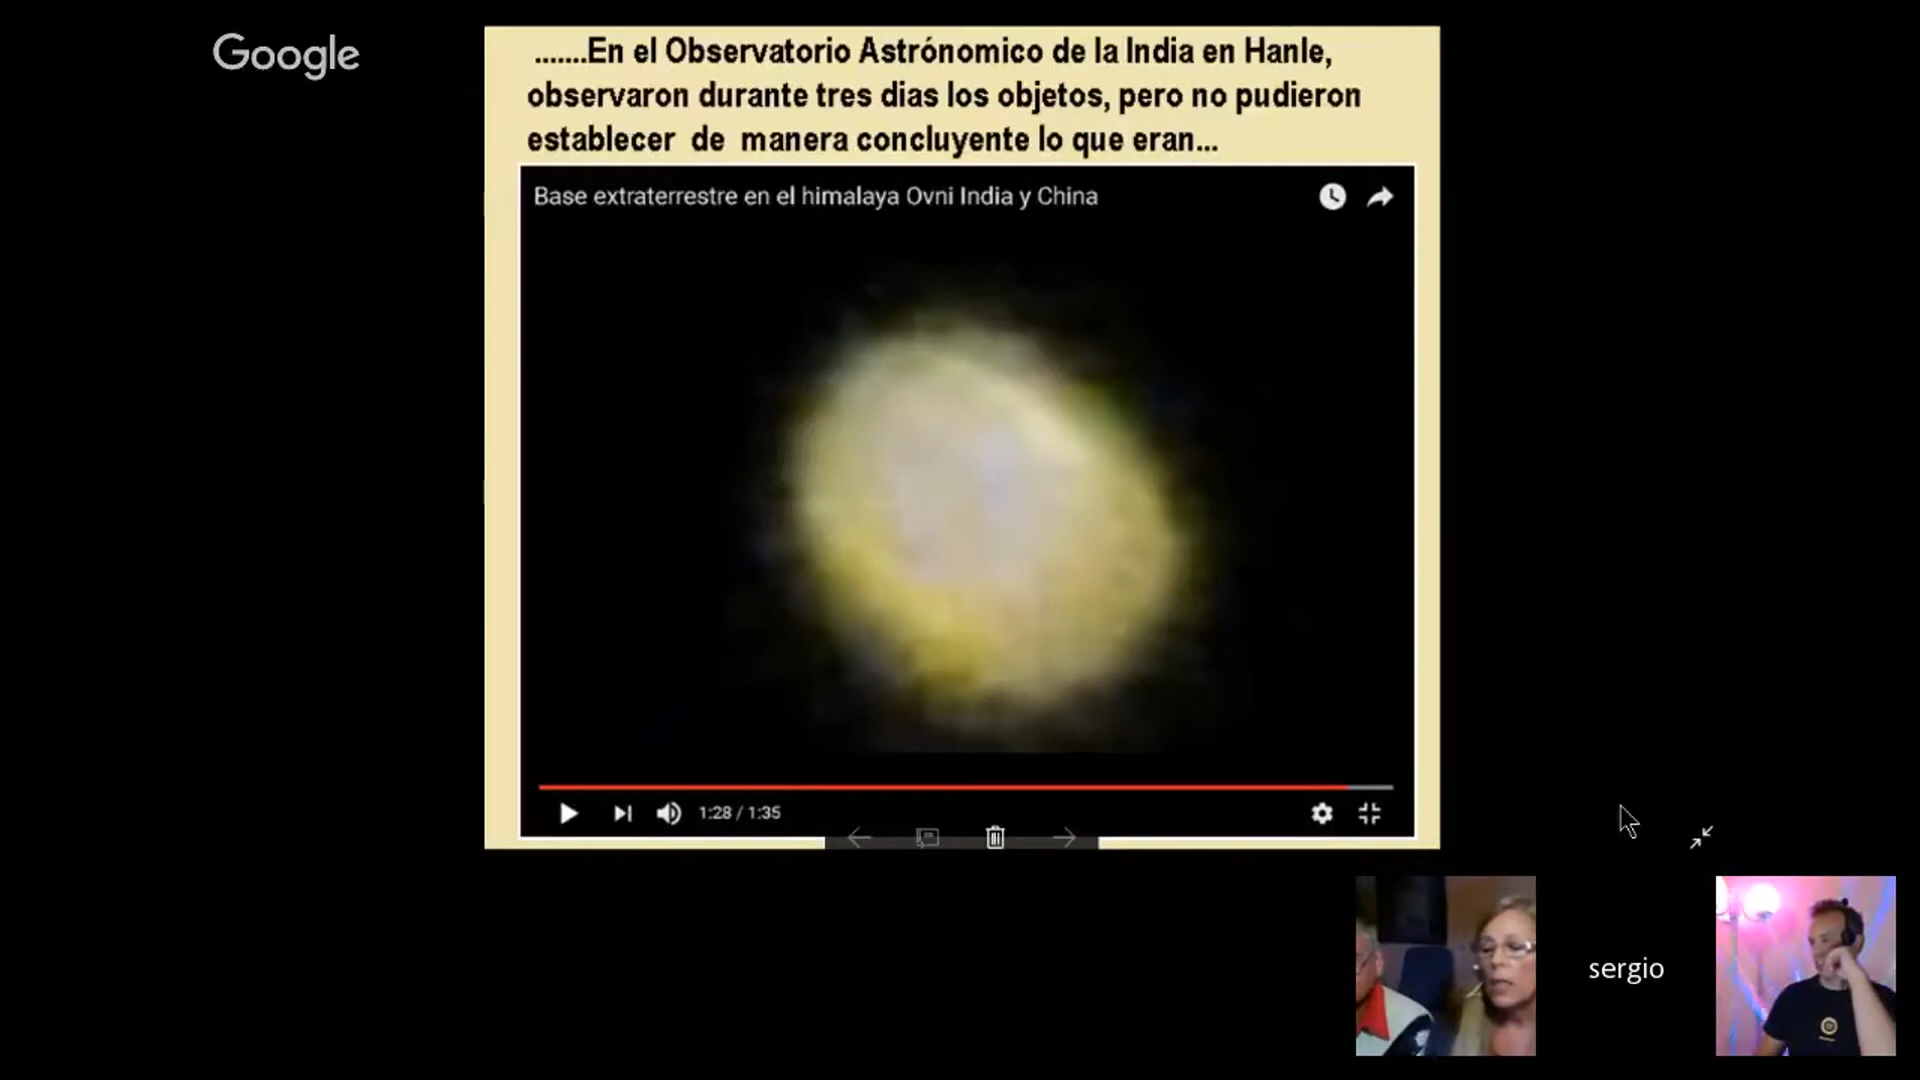 Google
.......En el Observatorio Astrónomico de la India en Hanle,
observaron durante tres dias los objetos, pero no pudieron
establecer de manera concluyente lo que eran...
Base extraterrestre en el himalaya Ovni India y China
1:28 / 1:35
sergio